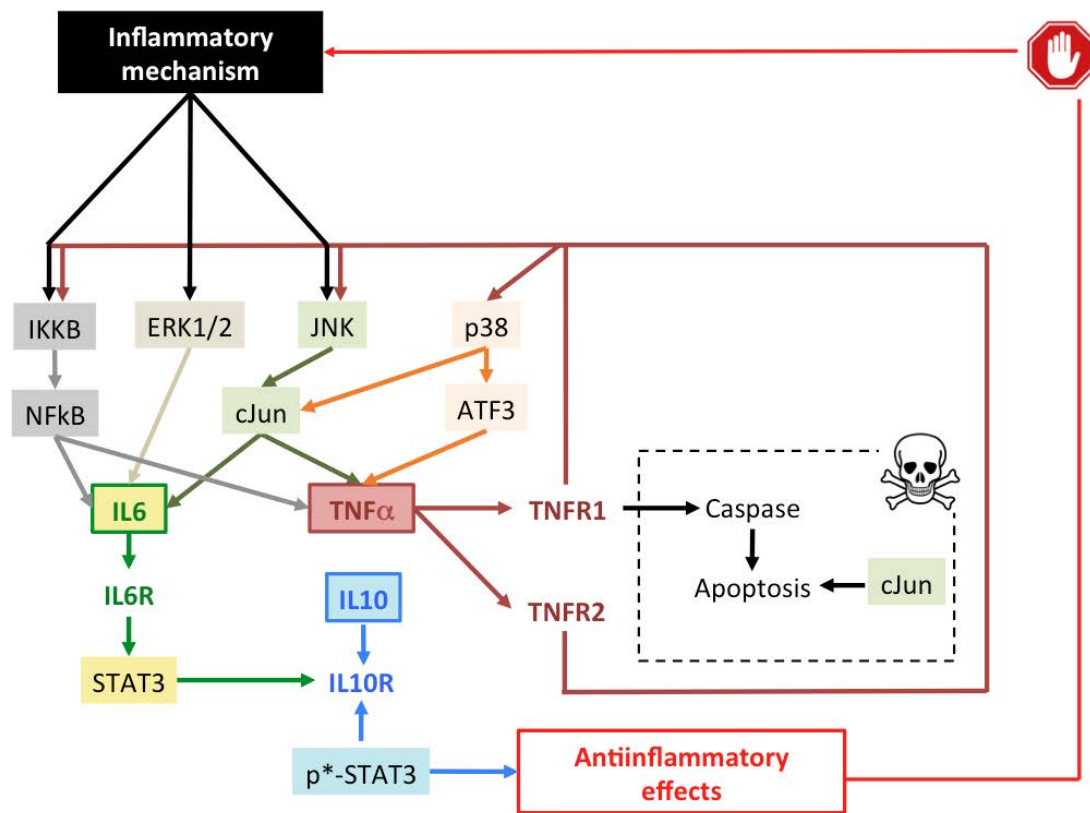 Inflammatory
mechanism
IKKB
ERK1/2
JNK
p38
NFkB
cJun
ATF3
IL6
TNFα
TNFR1
Caspase
IL6R
IL10
TNFR2
Apoptosis
cJun
STAT3
IL10R
p*-STAT3
Antiinflammatory
effects